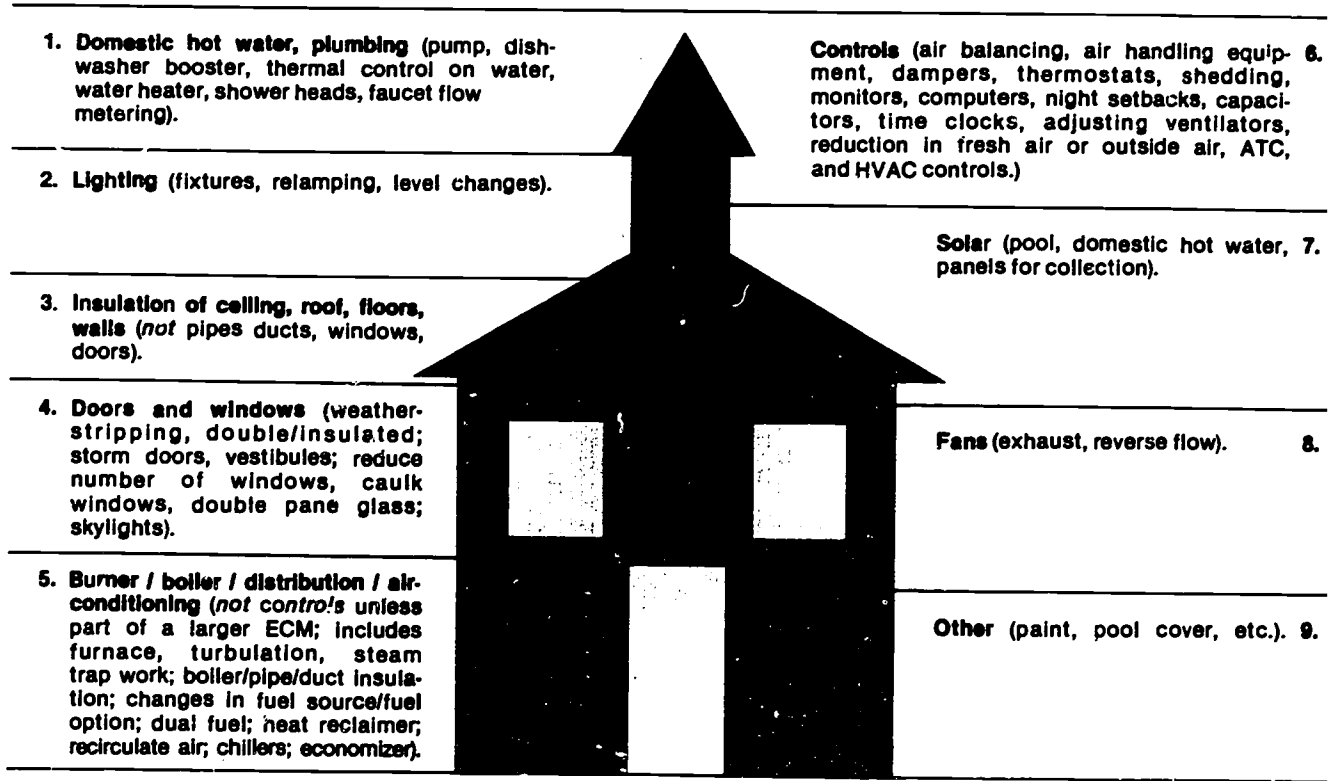 1. Domestic hot water, plumbing (pump, dish-
washer booster, thermal control on water,
water heater, shower heads, faucet flow
metering).
2. Lighting (fixtures, relamping, level changes).
3. Insulation of ceiling, roof, floors,
walls (not pipes ducts, windows,
doors).
4. Doors and windows (weather-
stripping, double/insulated;
storm doors, vestibules; reduce
number of windows, caulk
windows, double pane glass;
skylights).
5. Burner / boiler / distribution / air-
conditioning (not controls unless
part of a larger ECM; includes
furnace, turbulation, steam
trap work; boiler/pipe/duct insula-
tion; changes in fuel source/fuel
option; dual fuel; heat reclaimer;
recirculate air; chillers; economizer).
Controls (air balancing, air handling equip- 6.
ment, dampers, thermostats, shedding,
monitors, computers, night setbacks, capaci-
tors, time clocks, adjusting ventilators,
reduction in fresh air or outside air, ATC,
and HVAC controls.)
Solar (pool, domestic hot water, 7.
panels for collection).
Fans (exhaust, reverse flow). 8.
Other (paint, pool cover, etc.). 9.